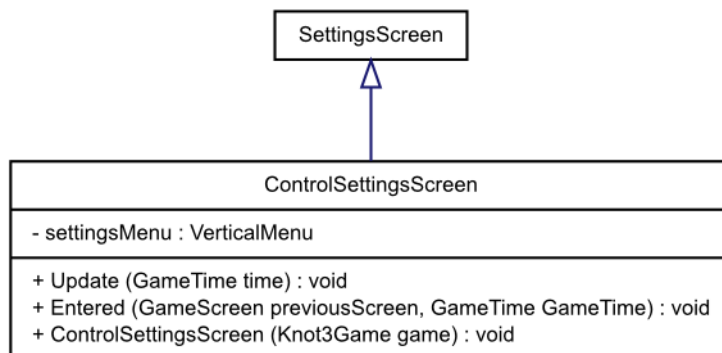 SettingsScreen
ControlSettingsScreen
- settingsMenu : VerticalMenu
+ Update (GameTime time) : void
+ Entered (GameScreen previousScreen, GameTime GameTime) : void
+ ControlSettingsScreen (Knot3Game game) : void